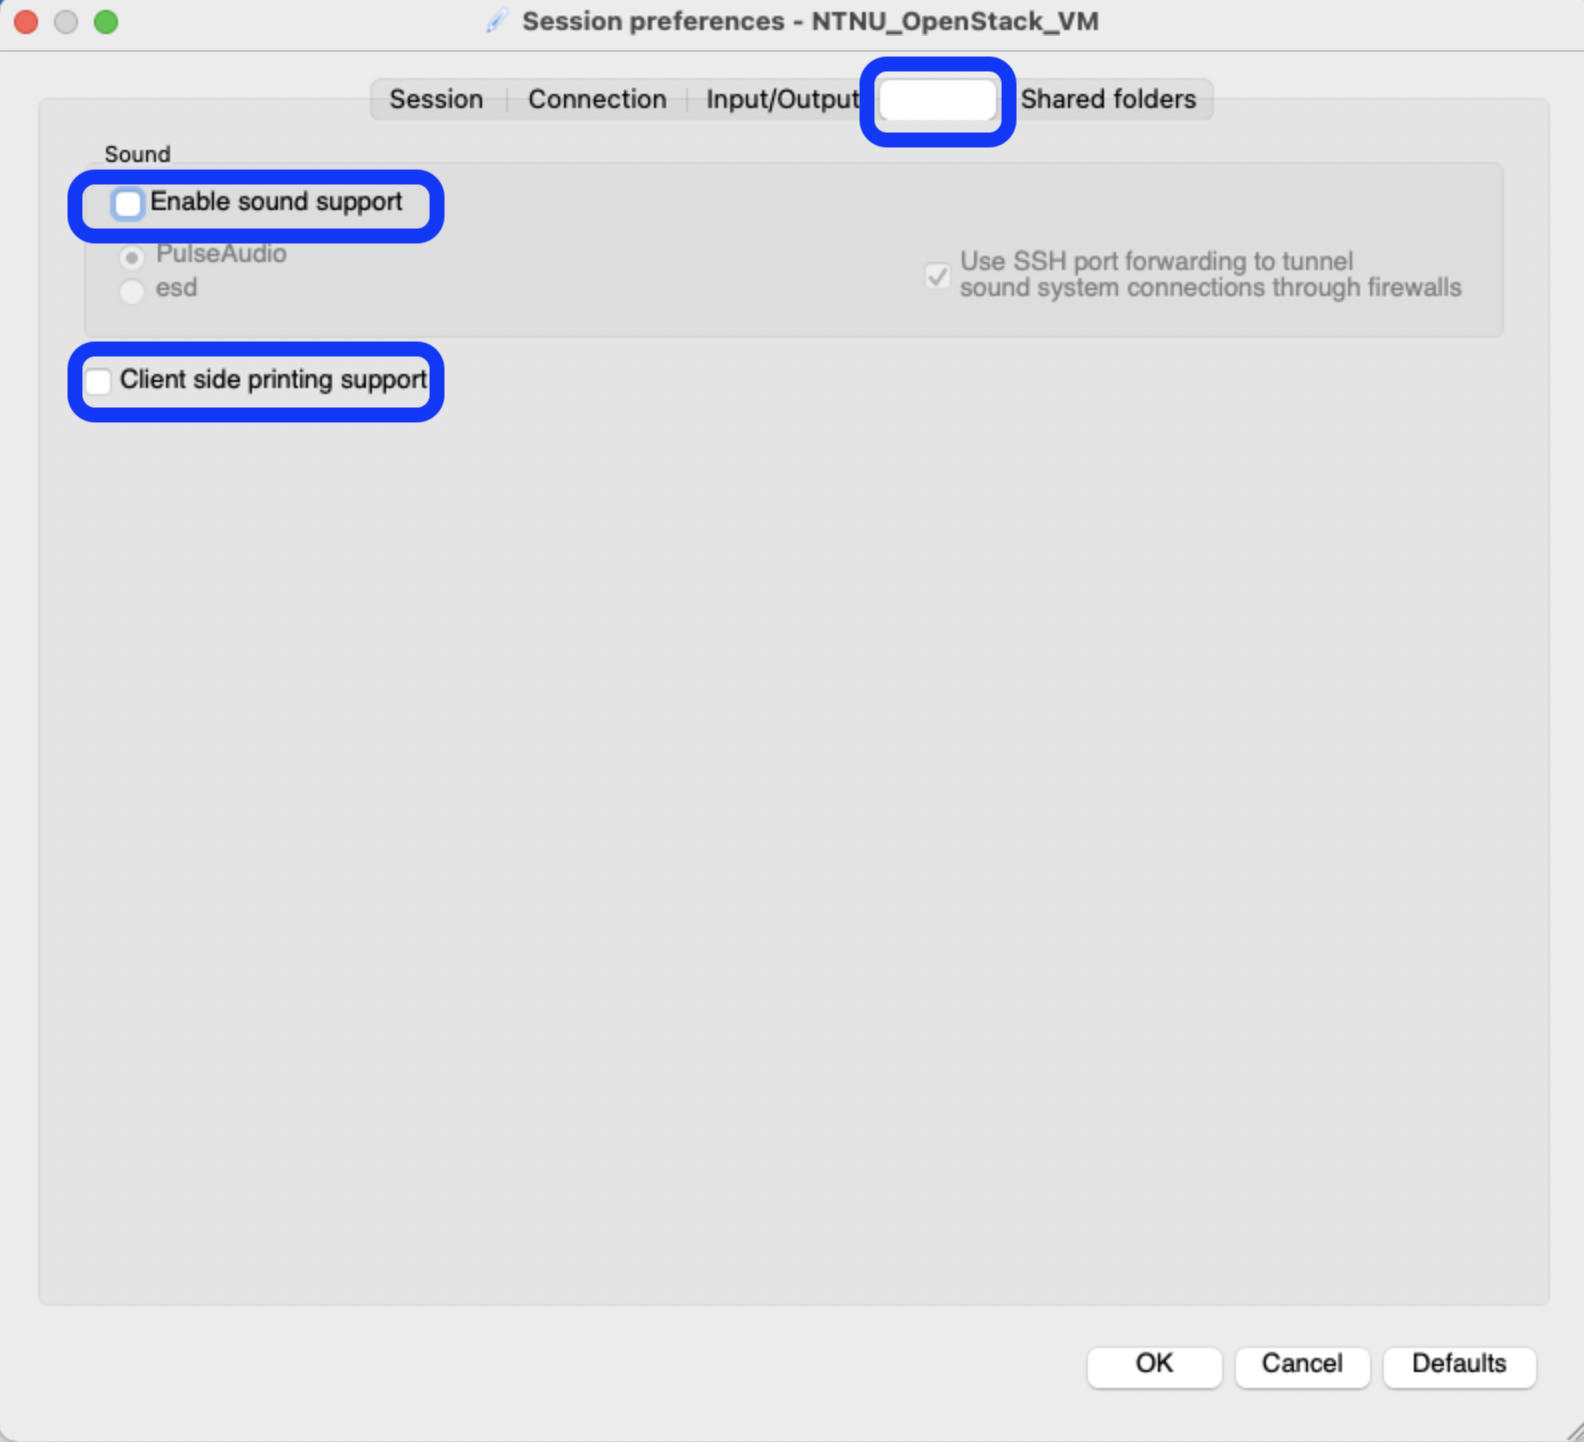 Session preferences - NTNU_OpenStack_VM
Session Connection Input/Output Shared folders
Sound
Enable sound support
PulseAudio
esd
Use SSH port forwarding to tunnel
sound system connections through firewalls
Client side printing support
OK Cancel Defaults